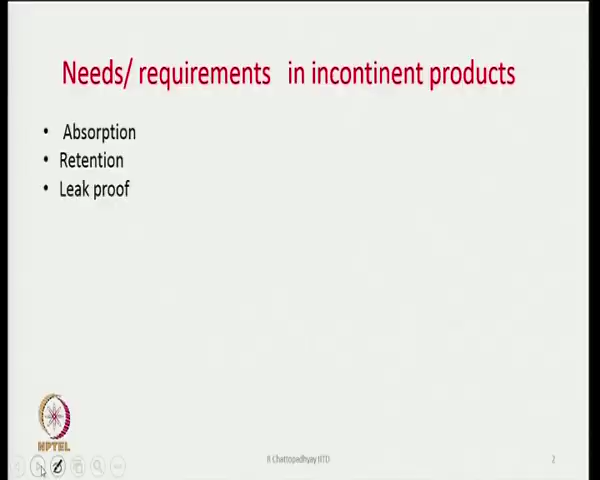 Needs/ requirements in incontinent products
• Absorption
• Retention
• Leak proof
NPTEL
R Chattopadhyay IITD
2